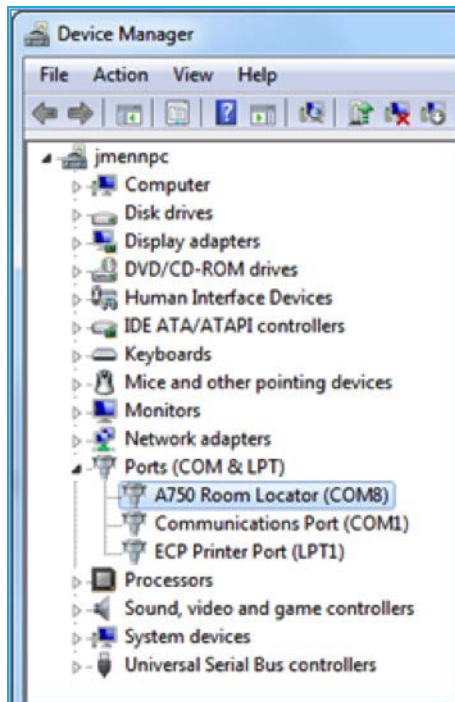 Device Manager
File Action View Help
jmennpc
Computer
Disk drives
Display adapters
DVD/CD-ROM drives
Human Interface Devices
IDE ATA/ATAPI controllers
Keyboards
Mice and other pointing devices
Monitors
Network adapters
Ports (COM & LPT)
A750 Room Locator (COM8)
Communications Port (COM1)
ECP Printer Port (LPT1)
Processors
Sound, video and game controllers
System devices
Universal Serial Bus controllers